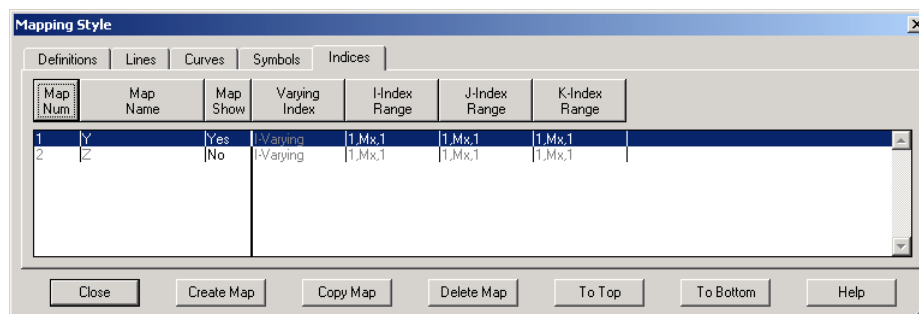 Mapping Style
Definitions Lines Curves Symbols Indices
Map Num Map Name Map Show Varying Index I-Index Range J-Index Range K-Index Range
1 Y Yes I-Varying 1,Mx,1 1,Mx,1 1,Mx,1
2 Z No I-Varying 1,Mx,1 1,Mx,1 1,Mx,1
Close Create Map Copy Map Delete Map To Top To Bottom Help